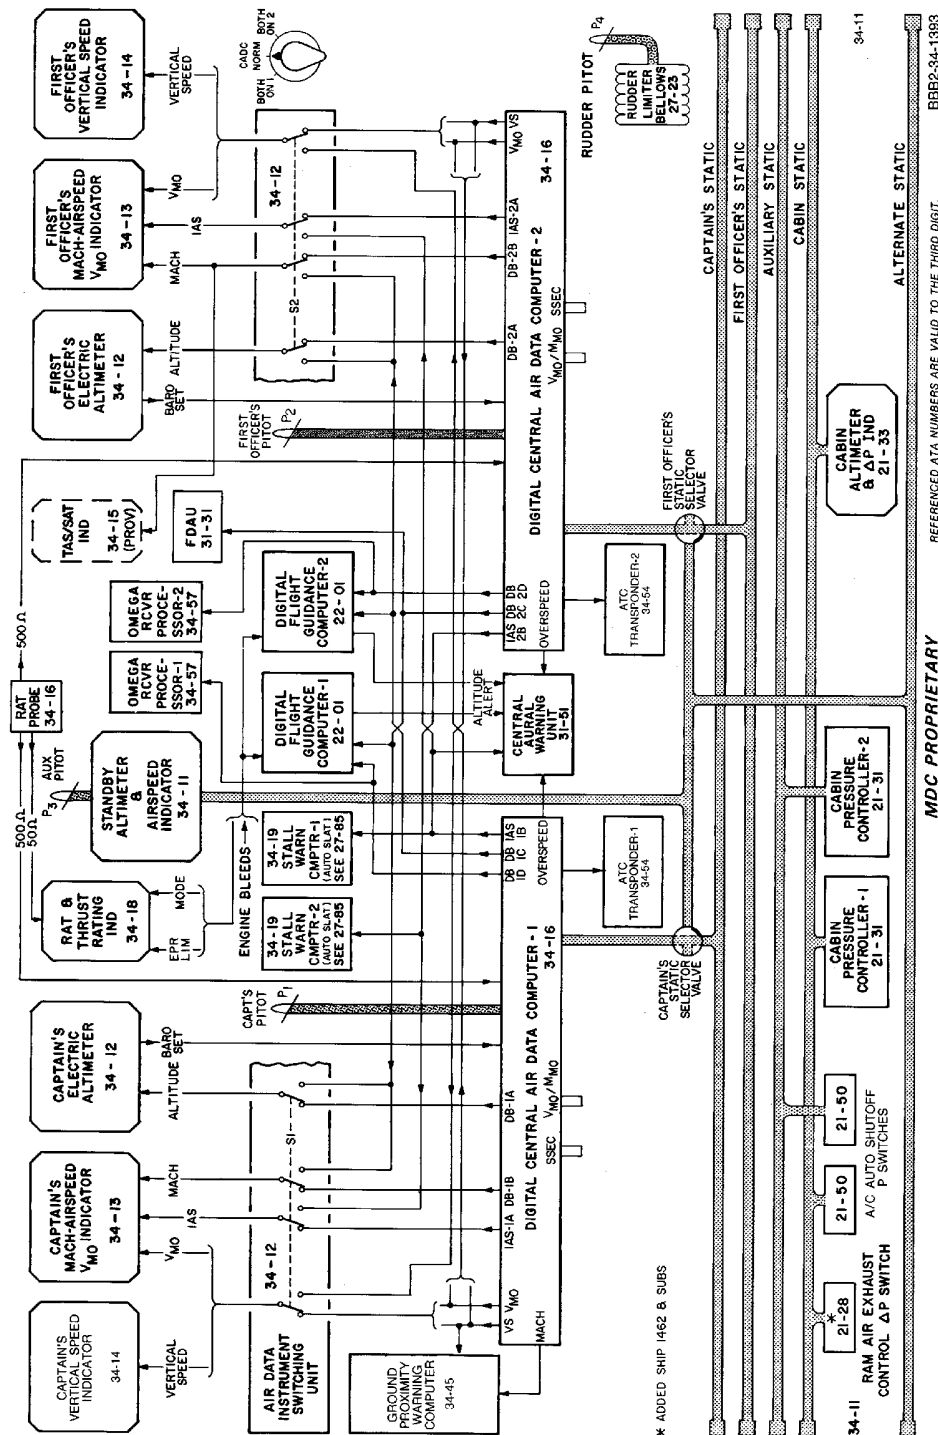 CAPTAIN'S
VERTICAL SPEED
INDICATOR
34-14
CAPTAIN'S
MACH-AIRSPEED
VMO INDICATOR
34-13
CAPTAIN'S
ELECTRIC
ALTIMETER
34-12
RAT &
THRUST
RATING
IND
34-18
STANDBY
ALTIMETER
&
AIRSPEED
INDICATOR
34-11
RAT
PROBE
34-16
OMEGA
RCVR
PROCE-
SSOR-1
34-57
OMEGA
RCVR
PROCE-
SSOR-2
34-57
TAS/SAT
IND
34-15
(PROV)
FDAU
31-31
FIRST
OFFICER'S
ELECTRIC
ALTIMETER
34-12
FIRST
OFFICER'S
MACH-AIRSPEED
VMO INDICATOR
34-13
FIRST
OFFICER'S
VERTICAL SPEED
INDICATOR
34-14
VERTICAL
SPEED
VMO
IAS
MACH
ALTITUDE
BARO
SET
EPR
LIM
MODE
500Ω
50Ω
P3
AUX
PITOT
500Ω
BARO
SET
ALTITUDE
MACH
IAS
VMO
VERTICAL
SPEED
CADC
NORM
BOTH
ON 1
BOTH
ON 2
AIR DATA
INSTRUMENT
SWITCHING
UNIT
34-12
S1
CAPT'S
PITOT
P1
ENGINE BLEEDS
34-19
STALL
WARN
CMPTR-2
(AUTO SLAT)
SEE 27-85
34-19
STALL
WARN
CMPTR-1
(AUTO SLAT)
SEE 27-85
DIGITAL
FLIGHT
GUIDANCE
COMPUTER-1
22-01
DIGITAL
FLIGHT
GUIDANCE
COMPUTER-2
22-01
FIRST
OFFICER'S
PITOT
P2
S2
34-12
GROUND
PROXIMITY
WARNING
COMPUTER
34-45
VS
VMO
MACH
IAS-1A
DB-1B
DB-1A
DB
1D
DB
1C
IAS
1B
SSEC
VMO/MMO
OVERSPEED
DIGITAL CENTRAL AIR DATA COMPUTER-1
34-16
ALTITUDE
ALERT
CENTRAL
AURAL
WARNING
UNIT
31-51
IAS
2B
DB
2C
DB
2D
OVERSPEED
DB-2A
DB-2B
IAS-2A
VMO
VS
DIGITAL CENTRAL AIR DATA COMPUTER-2
34-16
VMO/MMO
SSEC
ATC
TRANSPONDER-1
34-54
ATC
TRANSPONDER-2
34-54
CAPTAIN'S
STATIC
SELECTOR
VALVE
FIRST OFFICER'S
STATIC
SELECTOR
VALVE
RUDDER PITOT
P4
RUDDER
LIMITER
BELLOWS
27-23
* ADDED SHIP 1462 & SUBS
CAPTAIN'S STATIC
FIRST OFFICER'S STATIC
AUXILIARY STATIC
CABIN STATIC
ALTERNATE STATIC
*
21-28
RAM AIR EXHAUST
CONTROL ΔP SWITCH
21-50
21-50
A/C AUTO SHUTOFF
P SWITCHES
CABIN
PRESSURE
CONTROLLER-1
21-31
CABIN
PRESSURE
CONTROLLER-2
21-31
CABIN
ALTIMETER
& ΔP IND
21-33
34-11
34-11
MDC PROPRIETARY
REFERENCED ATA NUMBERS ARE VALID TO THE THIRD DIGIT.
BBB2-34-1393